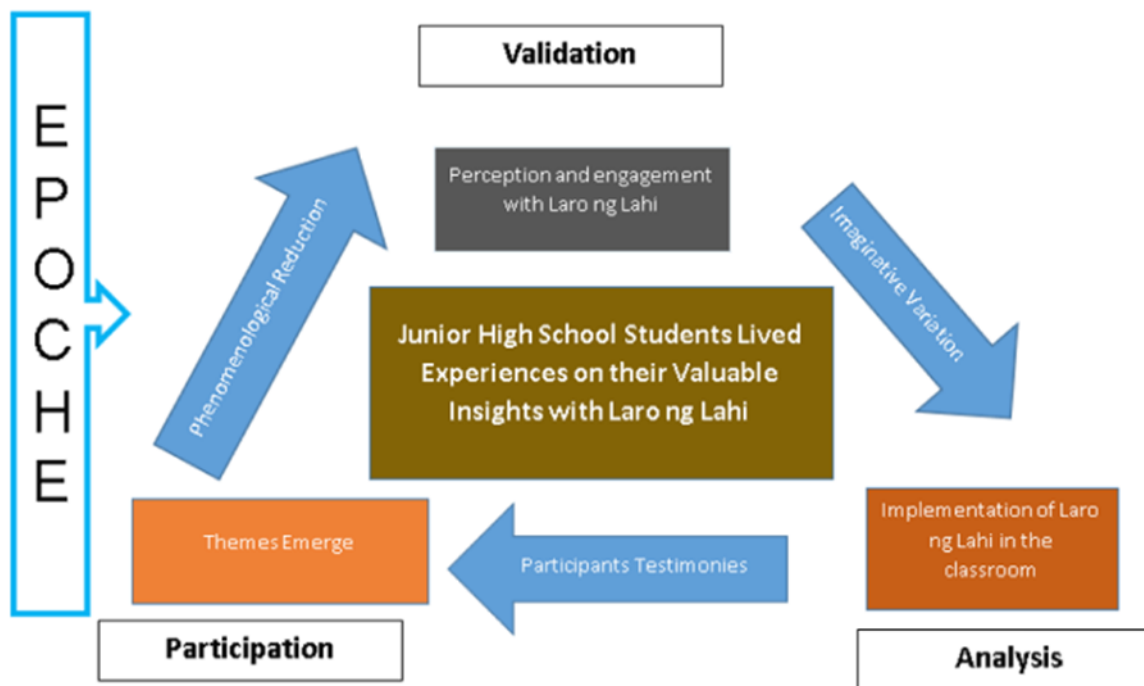 EPOCHE
Validation
Perception and engagement
with Laro ng Lahi
Phenomenological Reduction
Imaginative Variation
Junior High School Students Lived
Experiences on their Valuable
Insights with Laro ng Lahi
Themes Emerge
Participants Testimonies
Implementation of Laro
ng Lahi in the
classroom
Participation
Analysis